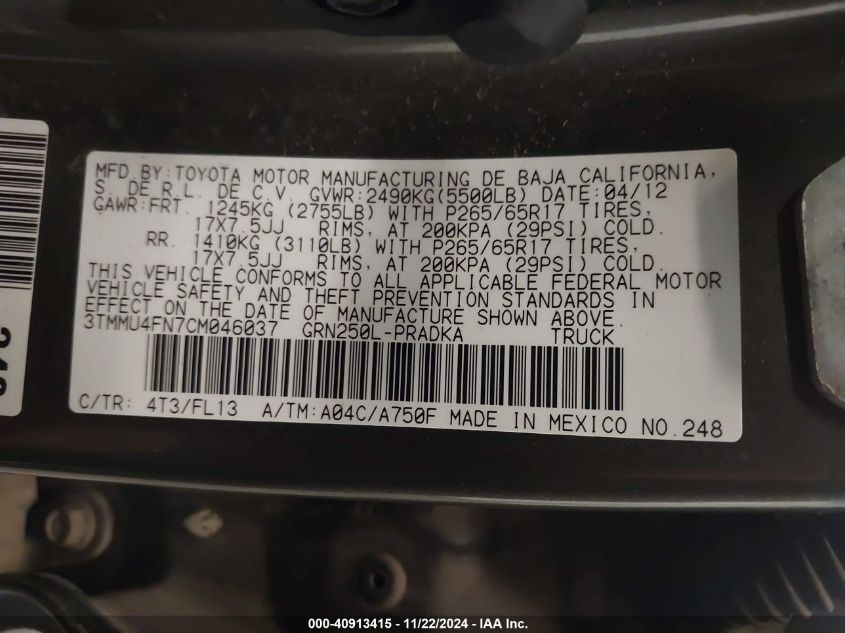 MFD.BY:TOYOTA MOTOR MANUFACTURING DE BAJA CALIFORNIA,
S. DE R.L. DE C.V. GVWR:2490KG(5500LB) DATE:04/12
GAWR:FRT. 1245KG (2755LB) WITH P265/65R17 TIRES,
17X7.5JJ RIMS, AT 200KPA (29PSI) COLD.
RR. 1410KG (3110LB) WITH P265/65R17 TIRES,
17X7.5JJ RIMS, AT 200KPA (29PSI) COLD.
THIS VEHICLE CONFORMS TO ALL APPLICABLE FEDERAL MOTOR
VEHICLE SAFETY AND THEFT PREVENTION STANDARDS IN
EFFECT ON THE DATE OF MANUFACTURE SHOWN ABOVE.
3TMMU4FN7CM046037 GRN250L-PRADKA TRUCK
C/TR: 4T3/FL13 A/TM:A04C/A750F MADE IN MEXICO NO.248
000-40913415 - 11/22/2024 - IAA Inc.